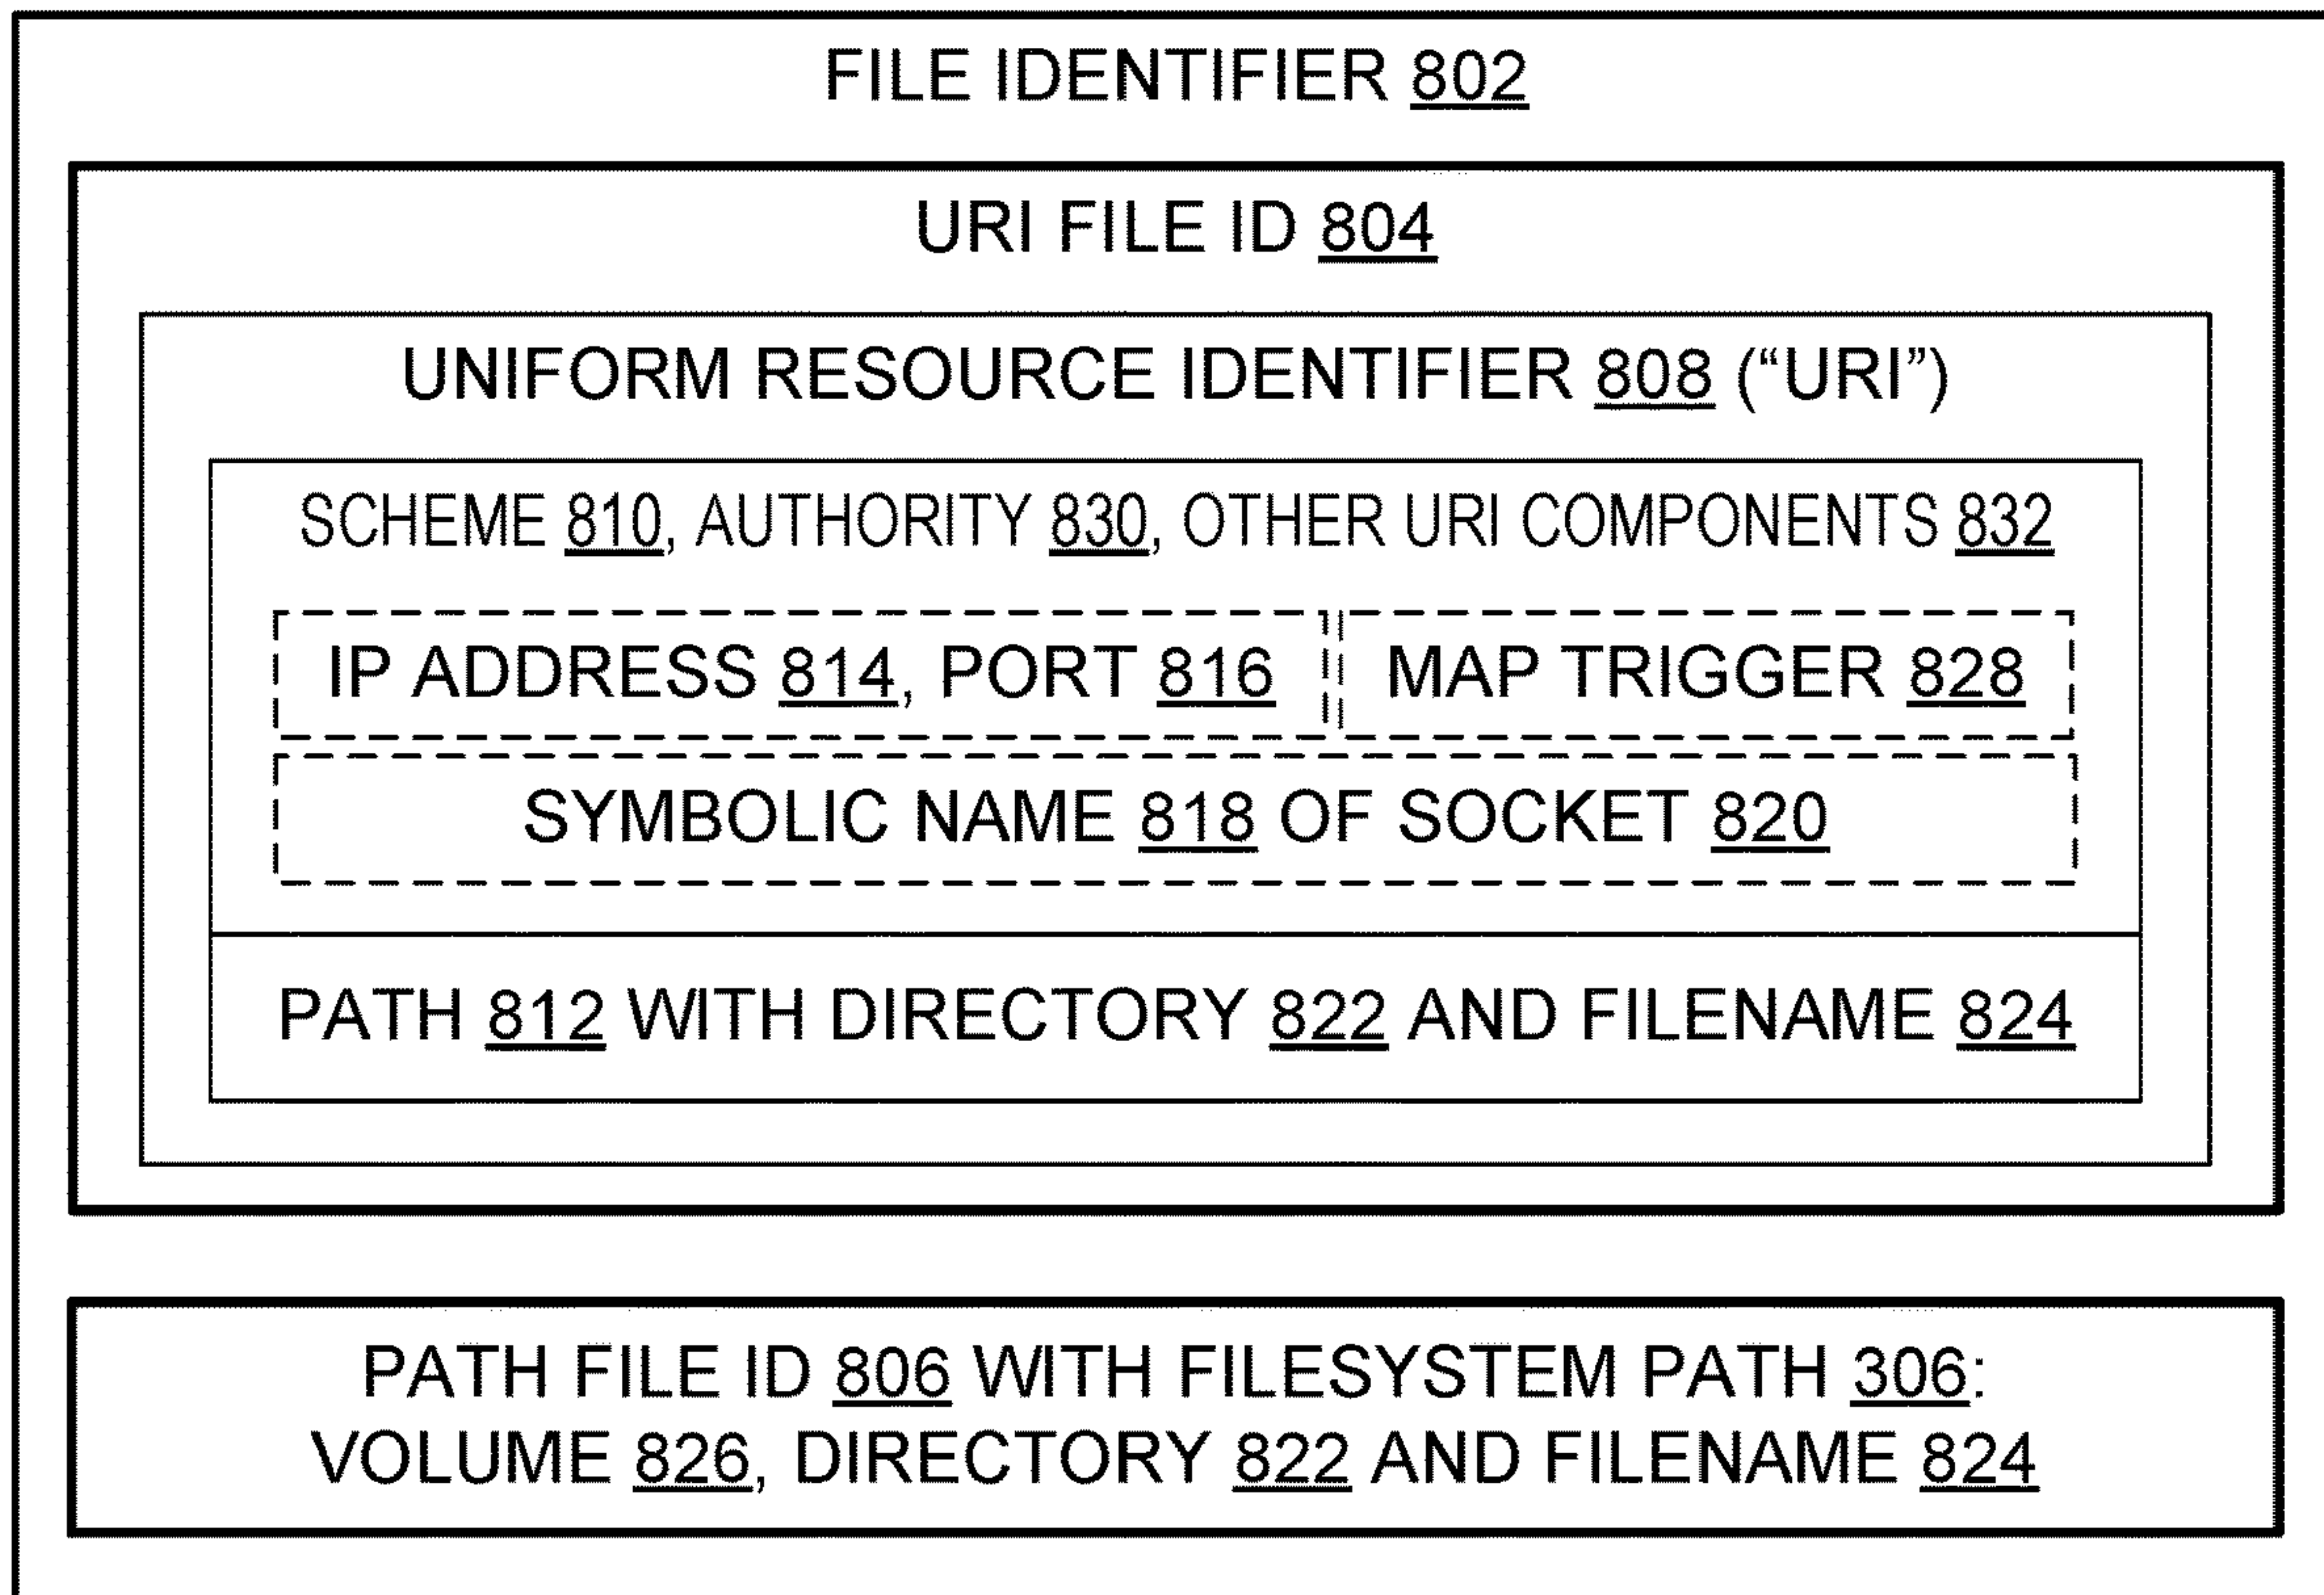 FILE IDENTIFIER 802
URI FILE ID 804
UNIFORM RESOURCE IDENTIFIER 808 (“URI”)
SCHEME 810, AUTHORITY 830, OTHER URI COMPONENTS 832
IP ADDRESS 814, PORT 816
MAP TRIGGER 828
SYMBOLIC NAME 818 OF SOCKET 820
PATH 812 WITH DIRECTORY 822 AND FILENAME 824
PATH FILE ID 806 WITH FILESYSTEM PATH 306:
VOLUME 826, DIRECTORY 822 AND FILENAME 824